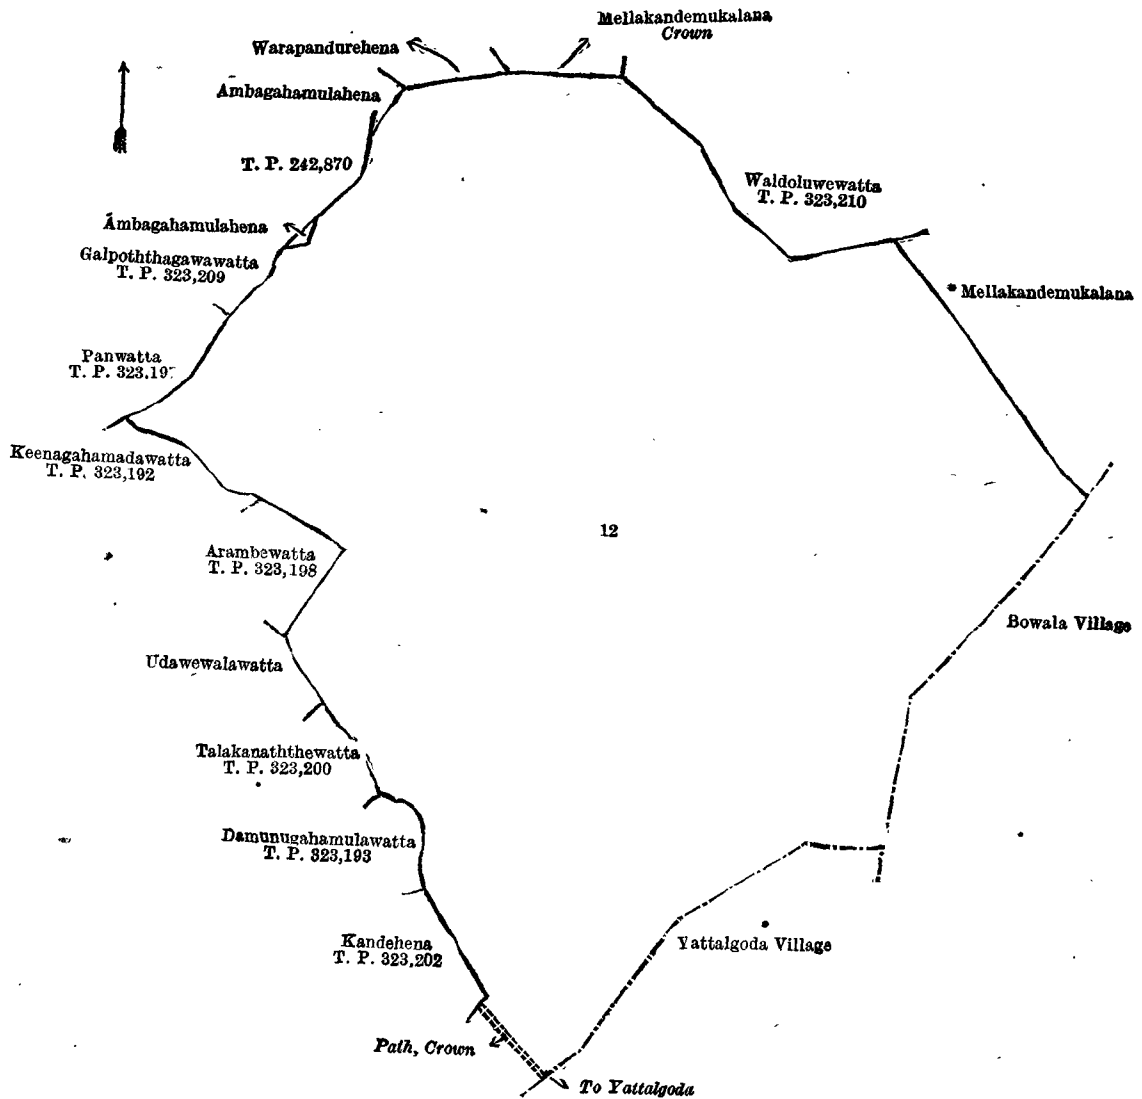 Mellakandemukalana
Crown
Warapandurehena
Ambagahamulahena
T. P. 242,870
Waldoluwewatta
T. P. 323,210
Ambagahamulahena
Galpoththagawawatta
T. P. 323,209
Mellakandemukalana
Panwatta
T. P.
Keenagahamadawatta
T. P. 323,192
12
Arambewatta
T. P. 323,198
Bowala Village
Udawewalawatta
Talakanaththewatta
T. P. 323,200
Damunugahamulawatta
T. P. 323,193
Kandehena
T. P. 323,202
Yattalgoda Village
Path, Crown
To Yattalgoda